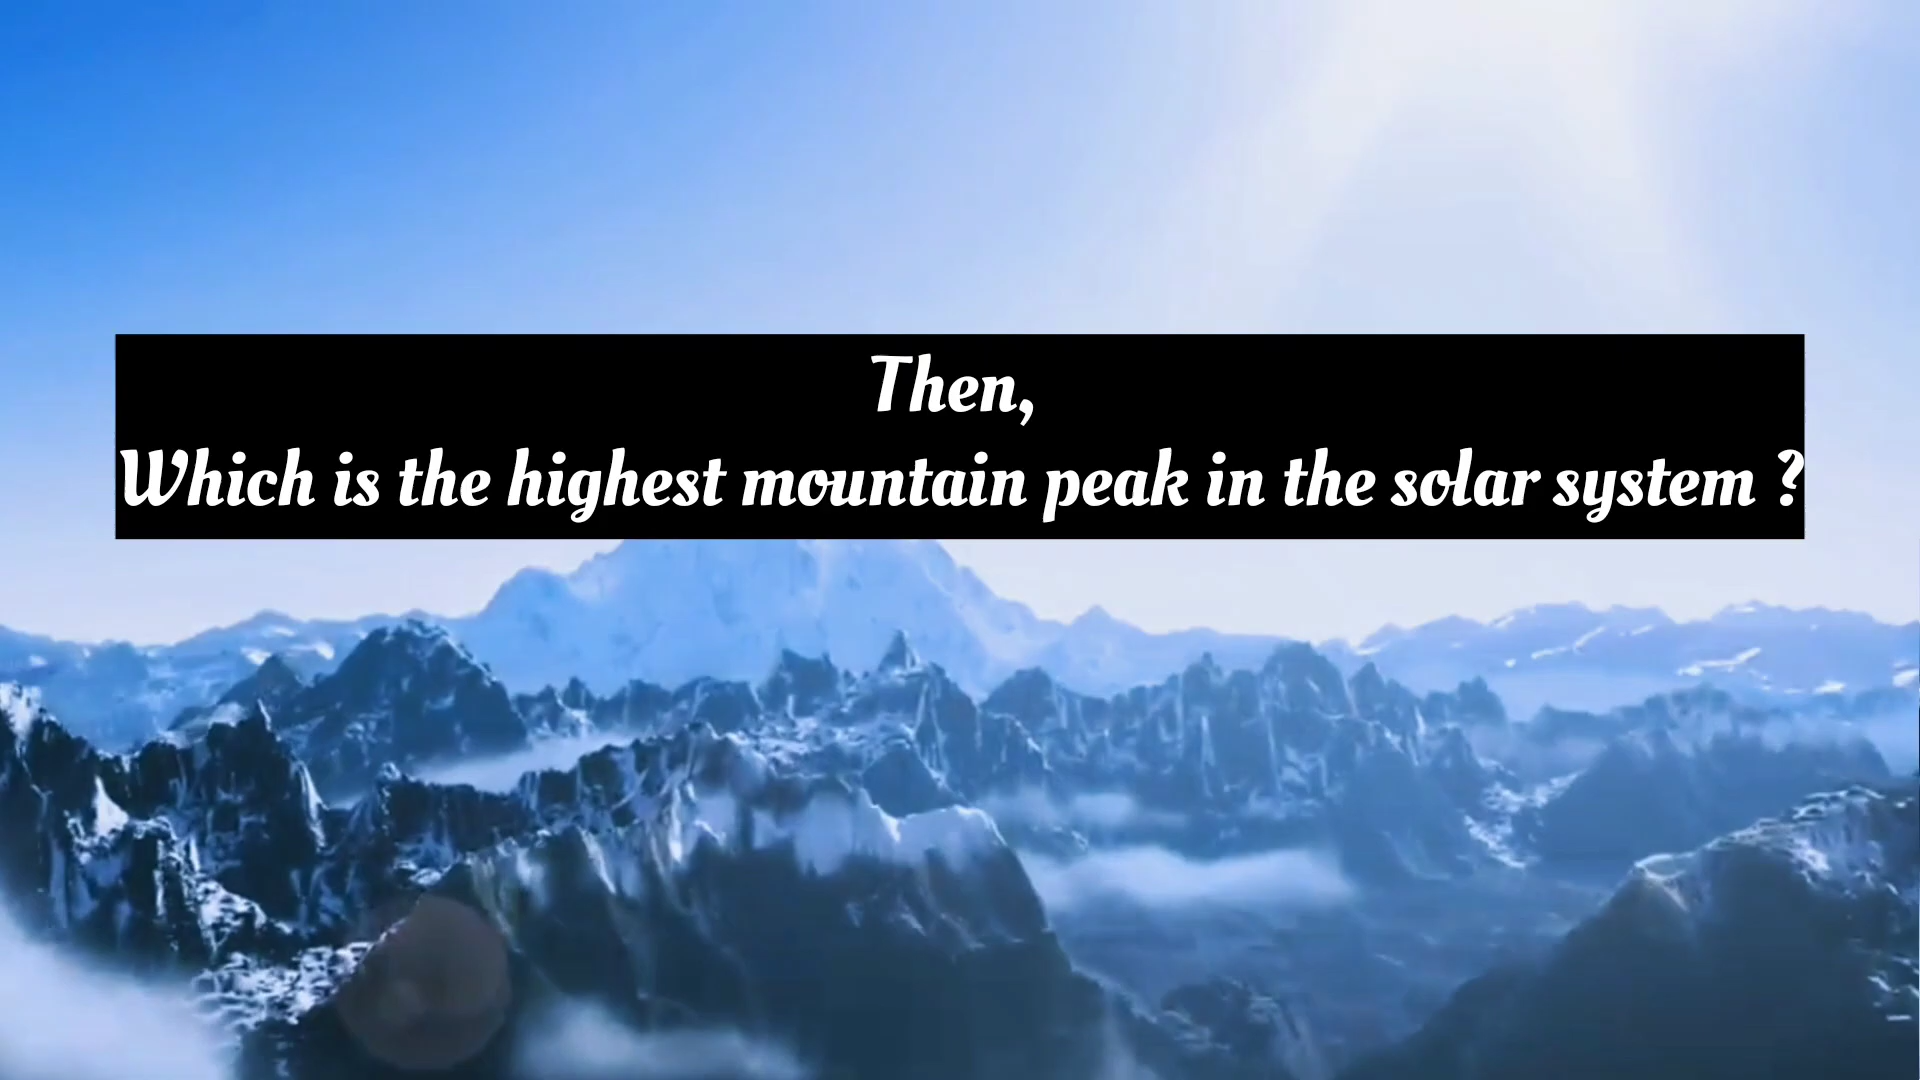 Then,
Which is the highest mountain peak in the solar system ?